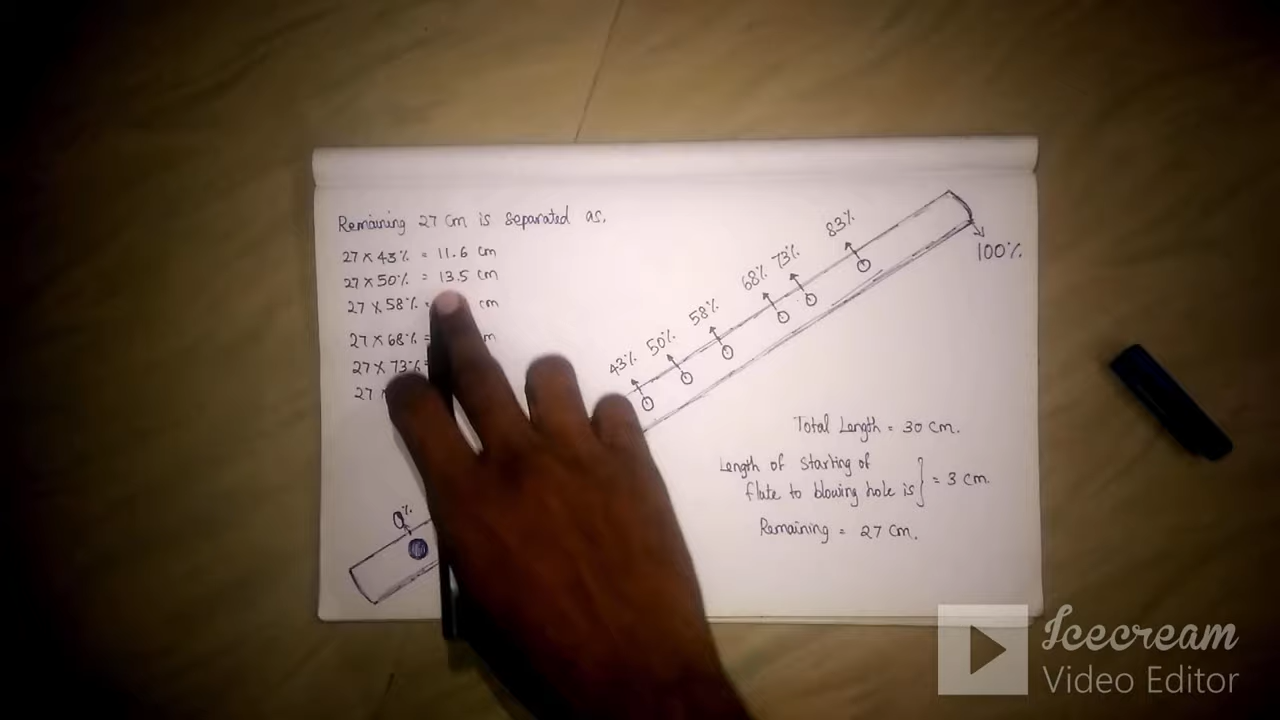 Remaining 27 cm is separated as,
27 x 43% = 11.6 cm
27 x 50% = 13.5 cm
27 x 58% = cm
27 x 68% = m
27 x 73% =
27
43%
50%
58%
68%
73%
83%
100%
0%
Total Length = 30 cm.
Length of starting of
flute to blowing hole is } = 3 cm
Remaining = 27 cm.
Icecream
Video Editor